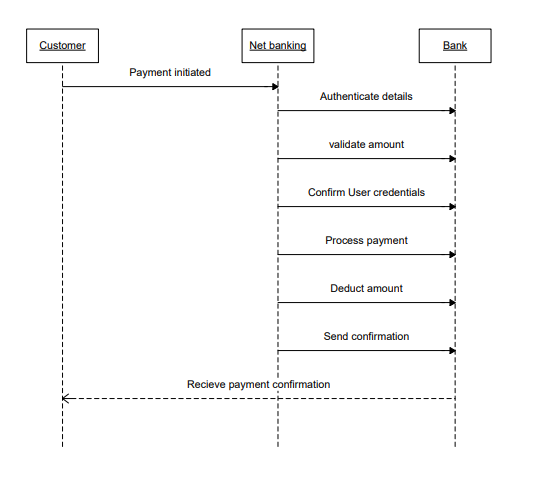 Customer
Net banking
Bank
Payment initiated
Authenticate details
validate amount
Confirm User credentials
Process payment
Deduct amount
Send confirmation
Recieve payment confirmation